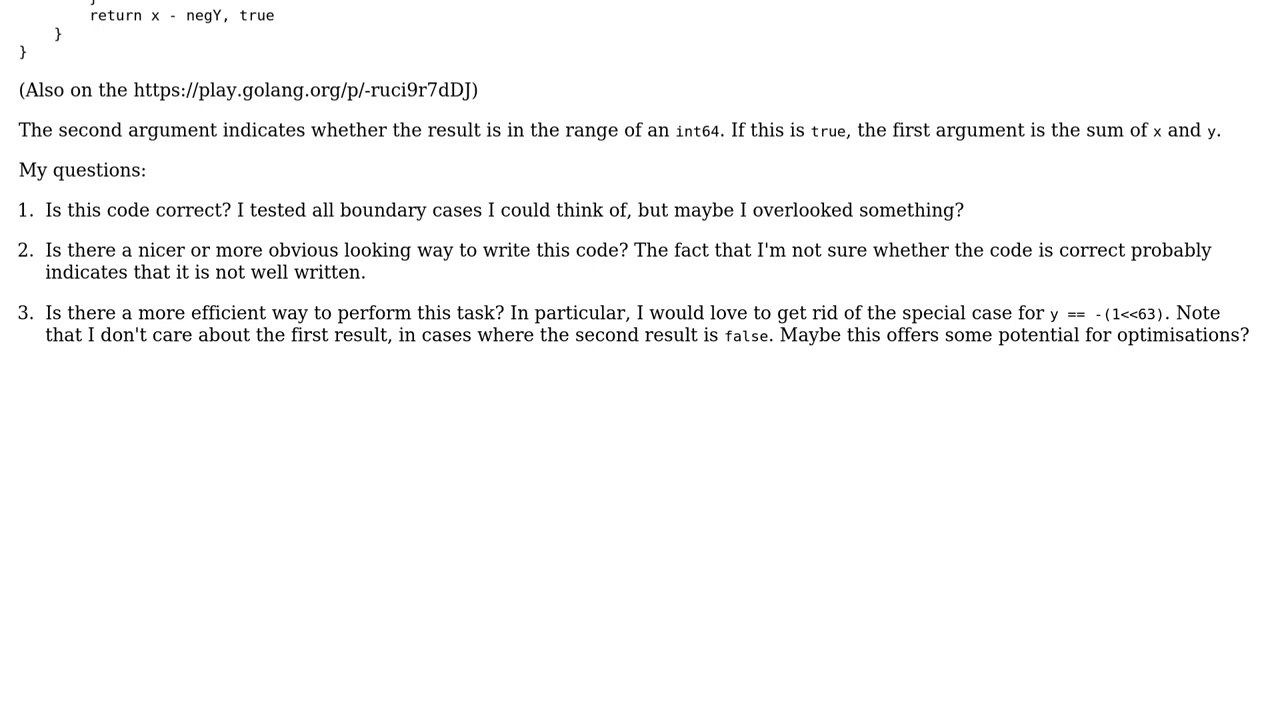 }
return x - negY, true
}
}
(Also on the https://play.golang.org/p/-ruci9r7dDJ)
The second argument indicates whether the result is in the range of an int64. If this is true, the first argument is the sum of x and y.
My questions:
1. Is this code correct? I tested all boundary cases I could think of, but maybe I overlooked something?
2. Is there a nicer or more obvious looking way to write this code? The fact that I'm not sure whether the code is correct probably
indicates that it is not well written.
3. Is there a more efficient way to perform this task? In particular, I would love to get rid of the special case for y == -(1<<63). Note
that I don't care about the first result, in cases where the second result is false. Maybe this offers some potential for optimisations?